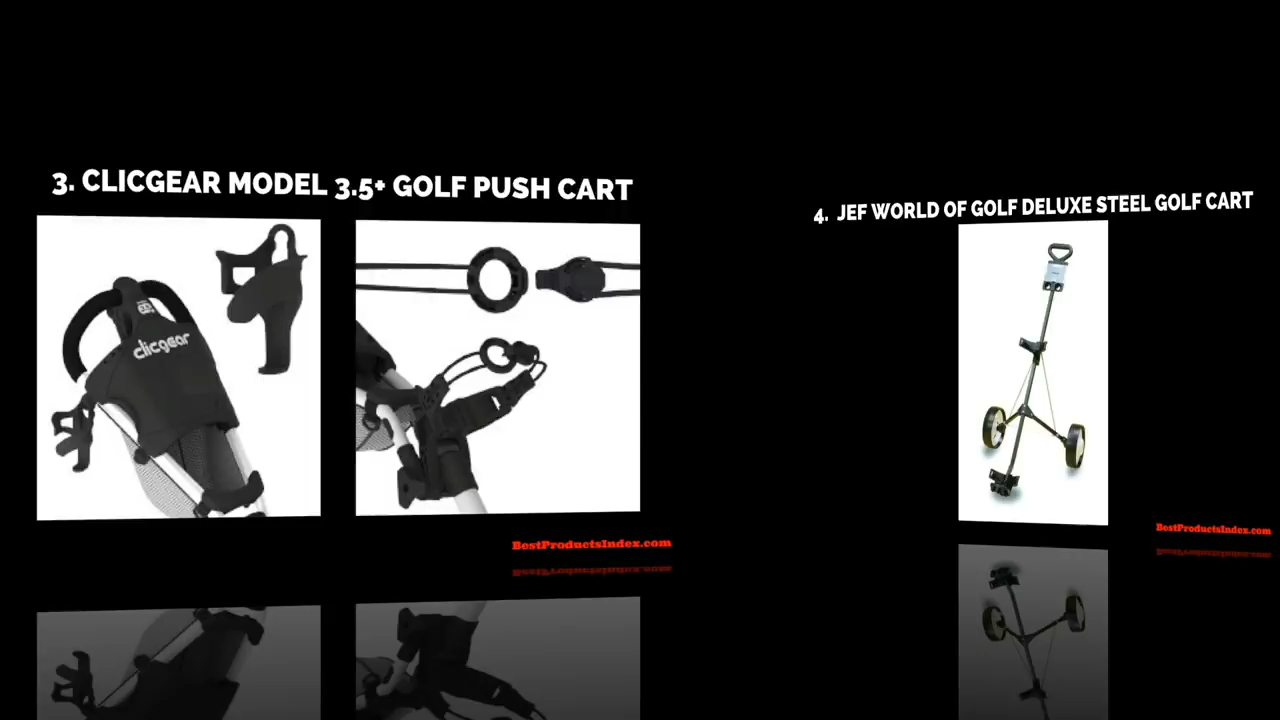 3. CLICGEAR MODEL 3.5+ GOLF PUSH CART
4. JEF WORLD OF GOLF DELUXE STEEL GOLF CART
clicgear
BestProductsIndex.com
BestProductsIndex.com